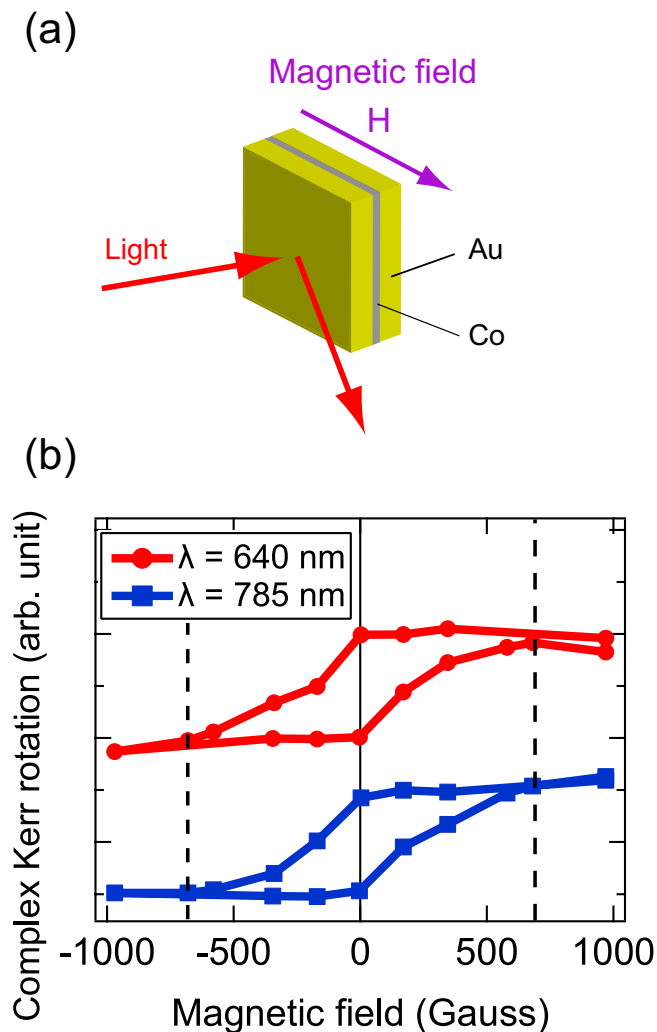 (a)
Magnetic field
H
Light
Au
Co
(b)
λ = 640 nm
λ = 785 nm
Complex Kerr rotation (arb. unit)
-1000 -500 0 500 1000
Magnetic field (Gauss)